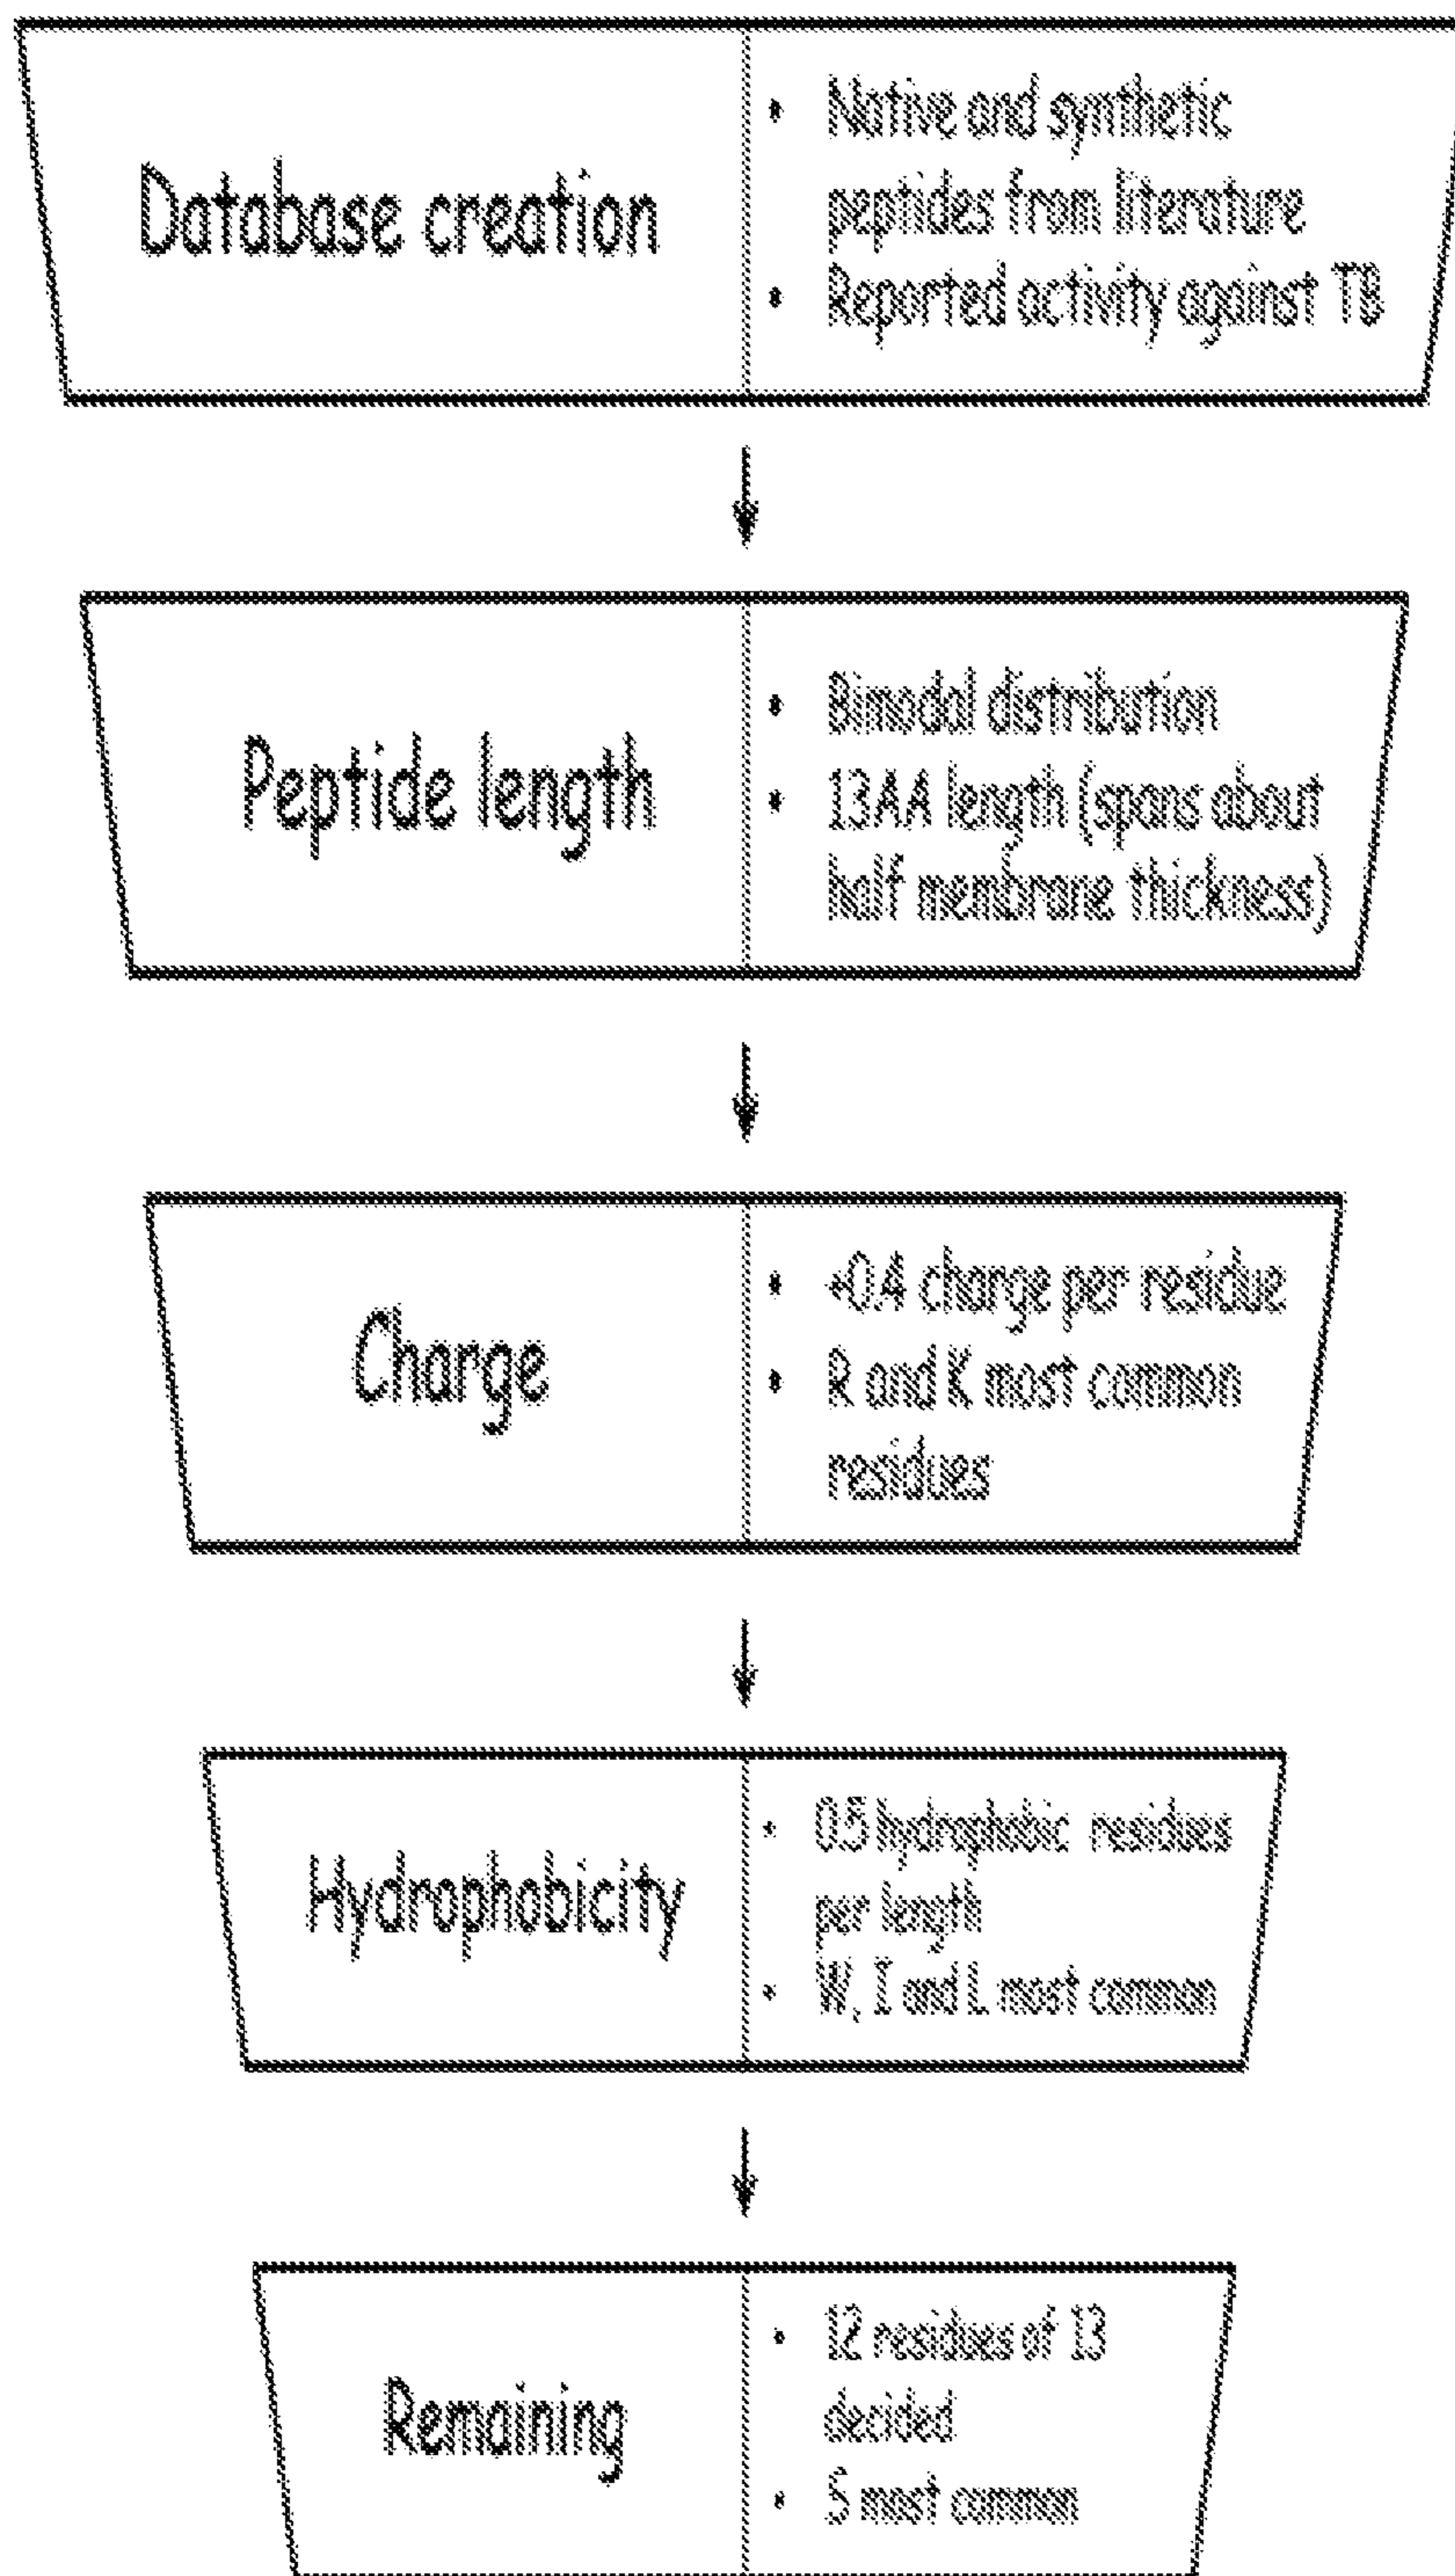 Database creation
• Native and synthetic
peptides from literature
• Reported activity against TB
Peptide length
• Bimodal distribution
• 13AA length (spans about
half membrane thickness)
Charge
• +0.4 charge per residue
• R and K most common
residues
Hydrophobicity
• 0.5 hydrophobic residues
per length
• W, I and L most common
Remaining
• 12 residues of 13
decided
• S most common